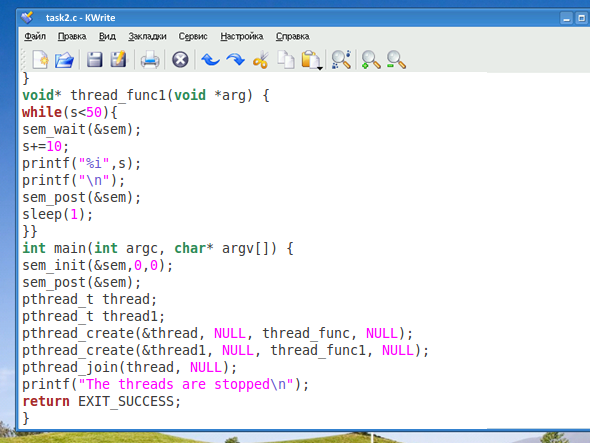 task2.c - KWrite
Файл Правка Вид Закладки Сервис Настройка Справка
}
void* thread_func1(void *arg) {
while(s<50){
sem_wait(&sem);
s+=10;
printf("%i",s);
printf("\n");
sem_post(&sem);
sleep(1);
}}
int main(int argc, char* argv[]) {
sem_init(&sem,0,0);
sem_post(&sem);
pthread_t thread;
pthread_t thread1;
pthread_create(&thread, NULL, thread_func, NULL);
pthread_create(&thread1, NULL, thread_func1, NULL);
pthread_join(thread, NULL);
printf("The threads are stopped\n");
return EXIT_SUCCESS;
}